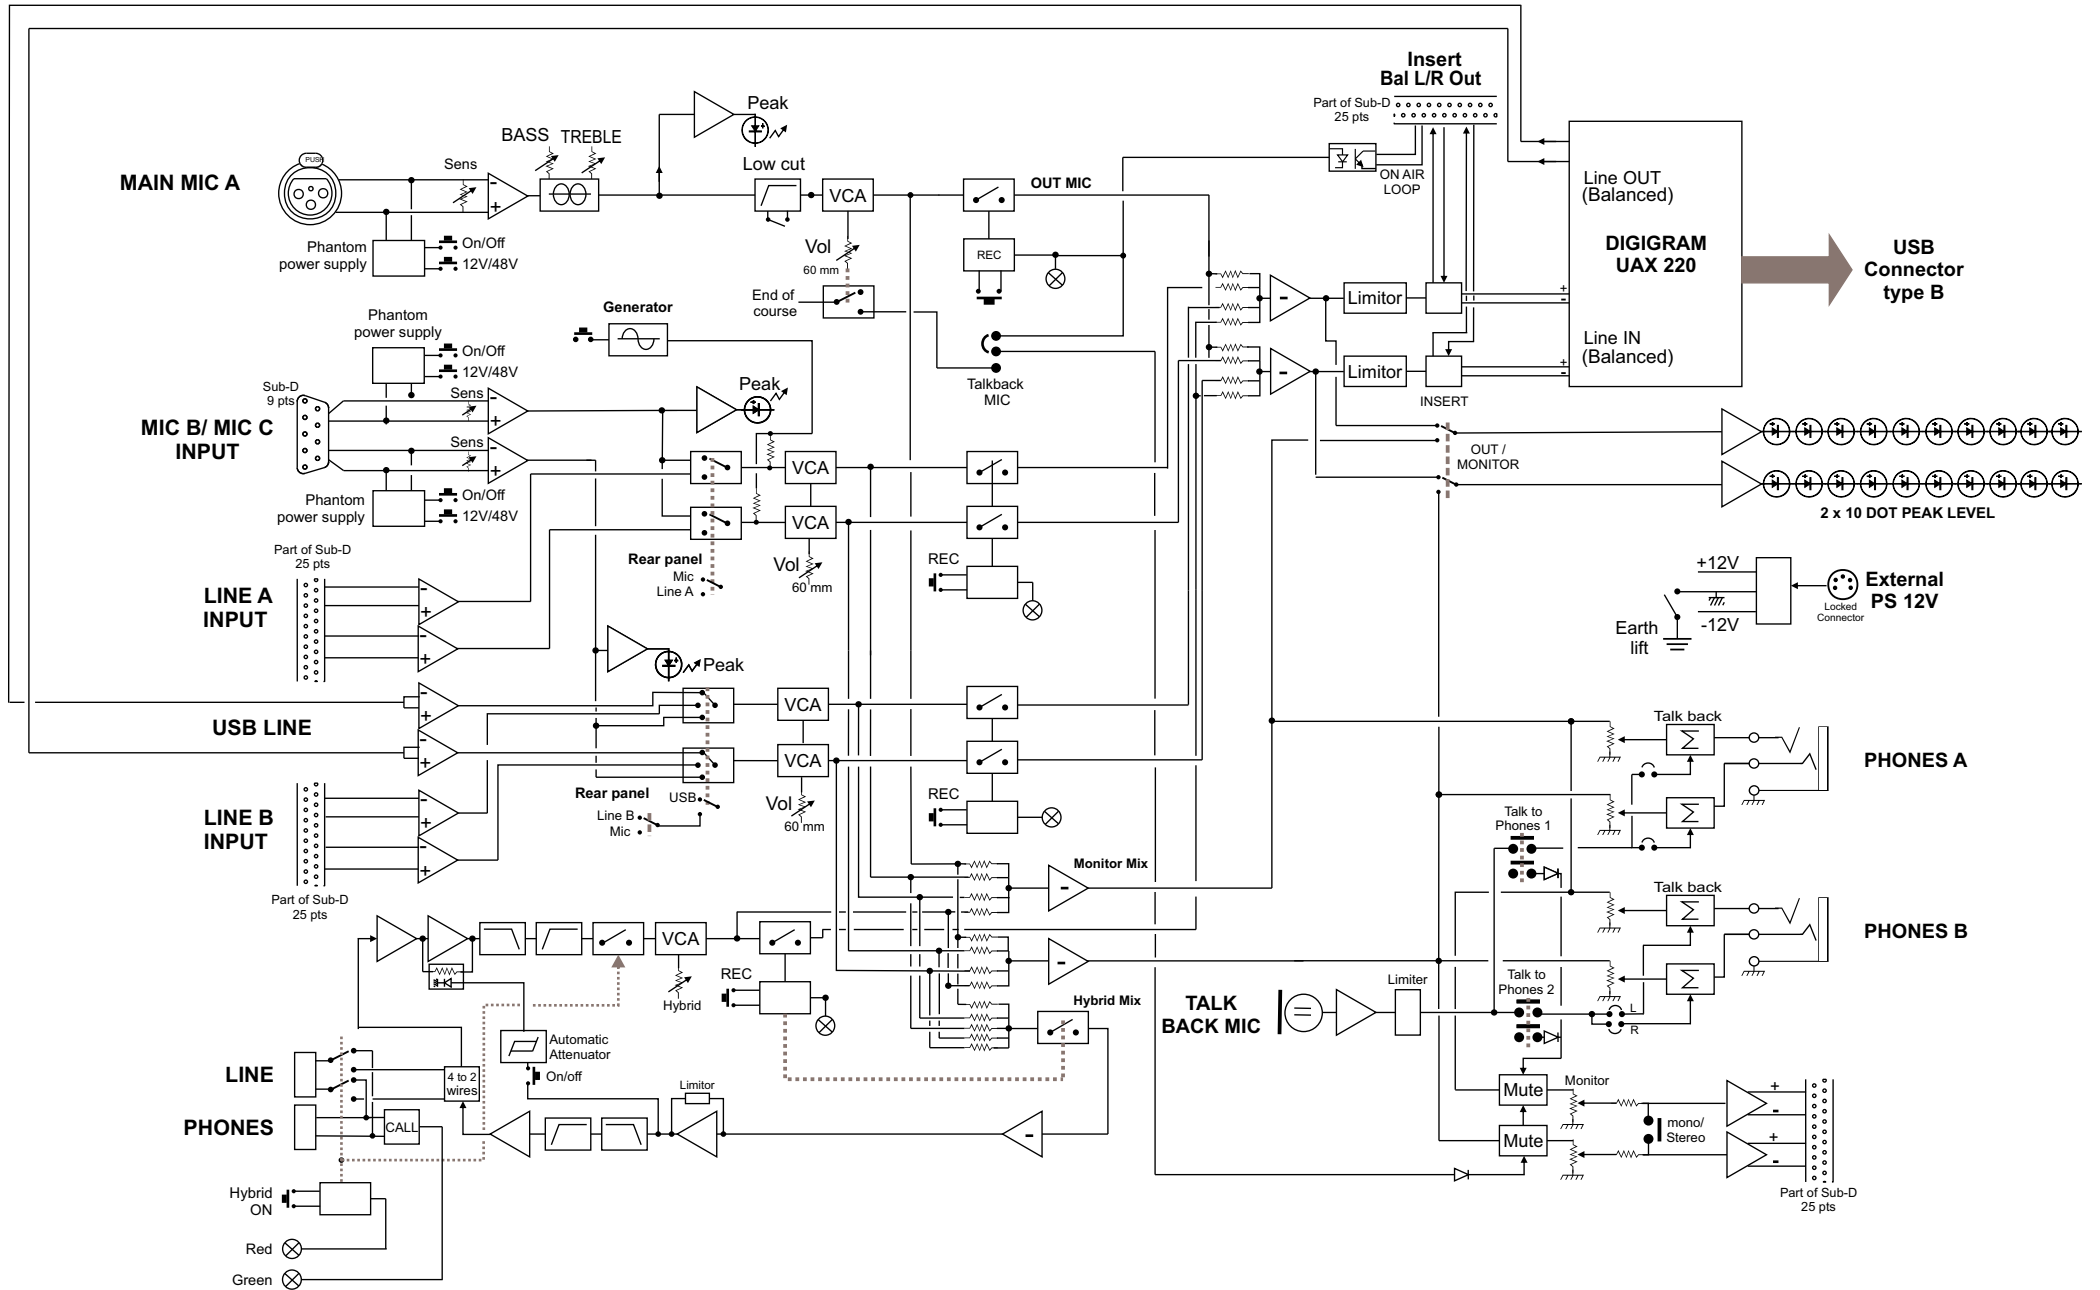 Insert
Bal L/R Out
Part of Sub-D
25 pts
Peak
BASS
TREBLE
PUSH
Sens
Low cut
MAIN MIC A
VCA
OUT MIC
ON AIR
LOOP
Line OUT
(Balanced)
DIGIGRAM
UAX 220
USB
Connector
type B
Phantom
power supply
On/Off
12V/48V
Vol
60 mm
REC
End of
course
Limitor
+
-
Line IN
(Balanced)
Limitor
+
-
INSERT
Generator
Phantom
power supply
On/Off
12V/48V
Talkback
MIC
Sub-D
9 pts
Sens
Peak
MIC B/ MIC C
INPUT
Sens
VCA
OUT /
MONITOR
Phantom
power supply
On/Off
12V/48V
VCA
2 x 10 DOT PEAK LEVEL
Part of Sub-D
25 pts
Rear panel
Mic
Line A
Vol
60 mm
REC
LINE A
INPUT
+12V
-12V
External
PS 12V
Locked
Connector
Earth
lift
Peak
USB LINE
VCA
VCA
Talk back
PHONES A
LINE B
INPUT
Rear panel
USB
Line B
Mic
Vol
60 mm
REC
Talk to
Phones 1
Part of Sub-D
25 pts
Monitor Mix
Talk back
PHONES B
VCA
REC
Hybrid
Hybrid Mix
TALK
BACK MIC
Limiter
Talk to
Phones 2
L
R
Automatic
Attenuator
On/off
LINE
4 to 2
wires
Limitor
Mute
Monitor
+
-
PHONES
CALL
Mute
mono/
Stereo
+
-
Part of Sub-D
25 pts
Hybrid
ON
Red
Green